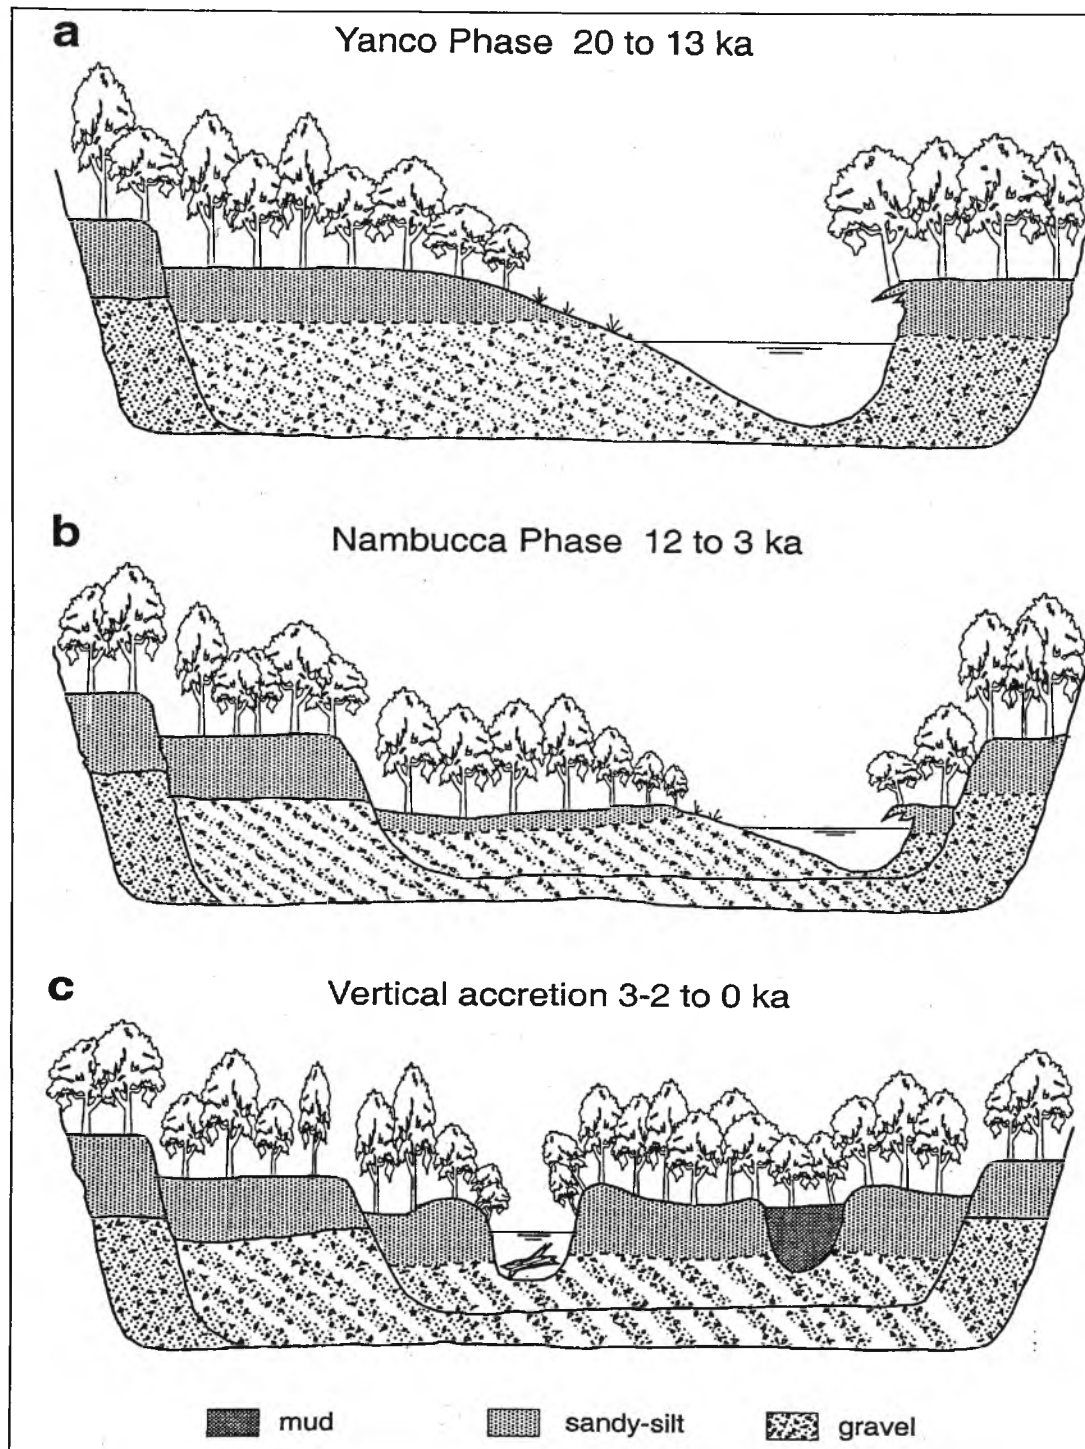 a
Yanco Phase 20 to 13 ka
b
Nambucca Phase 12 to 3 ka
c
Vertical accretion 3-2 to 0 ka
mud
sandy-silt
gravel